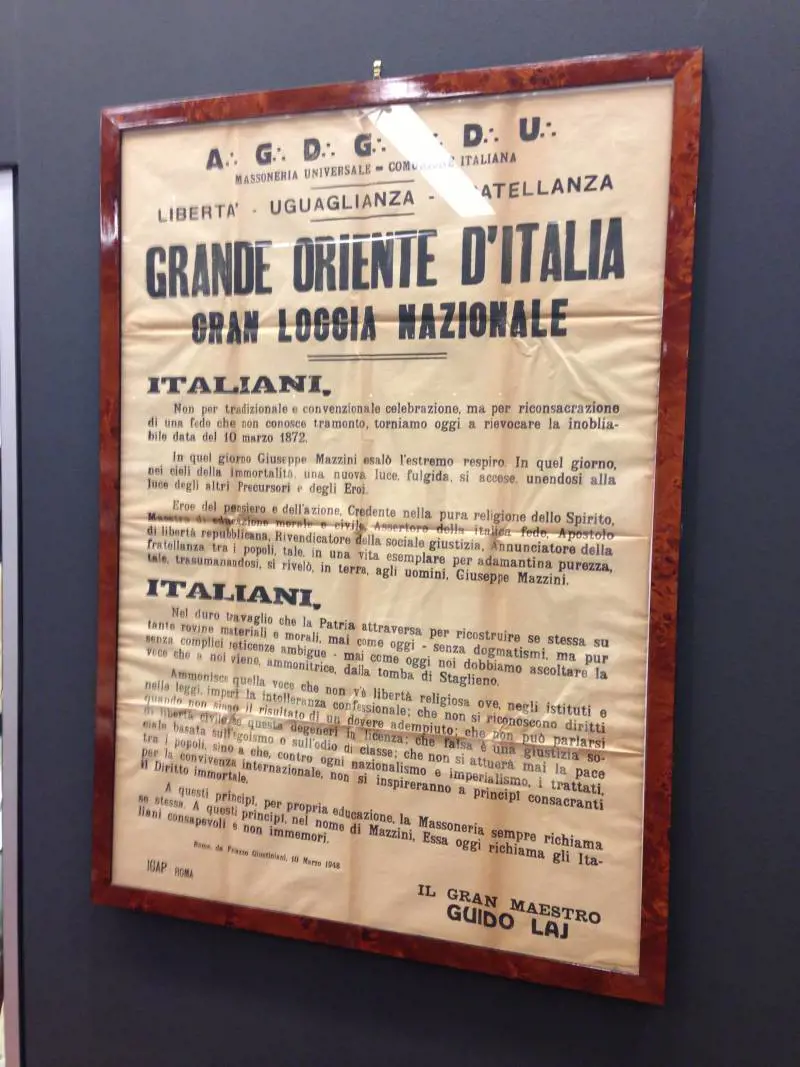 A∴ G∴ D∴ G∴ D∴ U∴
MASSONERIA UNIVERSALE - COMUNIONE ITALIANA
LIBERTA' - UGUAGLIANZA - FRATELLANZA
GRANDE ORIENTE D'ITALIA
GRAN LOGGIA NAZIONALE
ITALIANI,
Non per tradizionale e convenzionale celebrazione, ma per riconsacrazione
di una fede che non conosce tramonto, torniamo oggi a rievocare la inoblia-
bile data del 10 marzo 1872.
In quel giorno Giuseppe Mazzini esalò l'estremo respiro. In quel giorno,
nei cieli della immortalità, una nuova luce, fulgida, si accese, unendosi alla
luce degli altri Precursori e degli Eroi.
Eroe del pensiero e dell'azione, Credente nella pura religione dello Spirito,
Maestro di educazione morale e civile, Assertore della italica fede, Apostolo
di libertà repubblicana, Rivendicatore della sociale giustizia, Annunciatore della
fratellanza tra i popoli, tale, in una vita esemplare per adamantina purezza,
tale, trasumanandosi, si rivelò, in terra, agli uomini, Giuseppe Mazzini.
ITALIANI,
Nel duro travaglio che la Patria attraversa per ricostruire se stessa su
tante rovine materiali e morali, mai come oggi - senza dogmatismi, ma pur
senza complici reticenze ambigue - mai come oggi noi dobbiamo ascoltare la
voce che a noi viene, ammonitrice, dalla tomba di Staglieno.
Ammonisce quella voce che non v'è libertà religiosa ove, negli istituti e
nelle leggi, imperi la intolleranza confessionale; che non si riconoscono diritti
quando non siano il risultato di un dovere adempiuto; che non può parlarsi
di libertà civile se questa degeneri in licenza; che falsa è una giustizia so-
ciale basata sull'egoismo o sull'odio di classe; che non si attuerà mai la pace
tra i popoli, sino a che, contro ogni nazionalismo e imperialismo, i trattati,
per la convivenza internazionale, non si inspireranno a principî consacranti
il Diritto immortale.
A questi principî, per propria educazione, la Massoneria sempre richiama
se stessa. A questi principî, nel nome di Mazzini, Essa oggi richiama gli Ita-
liani consapevoli e non immemori.
Roma, da Palazzo Giustiniani, 10 Marzo 1948
IGAP ROMA
IL GRAN MAESTRO
GUIDO LAJ